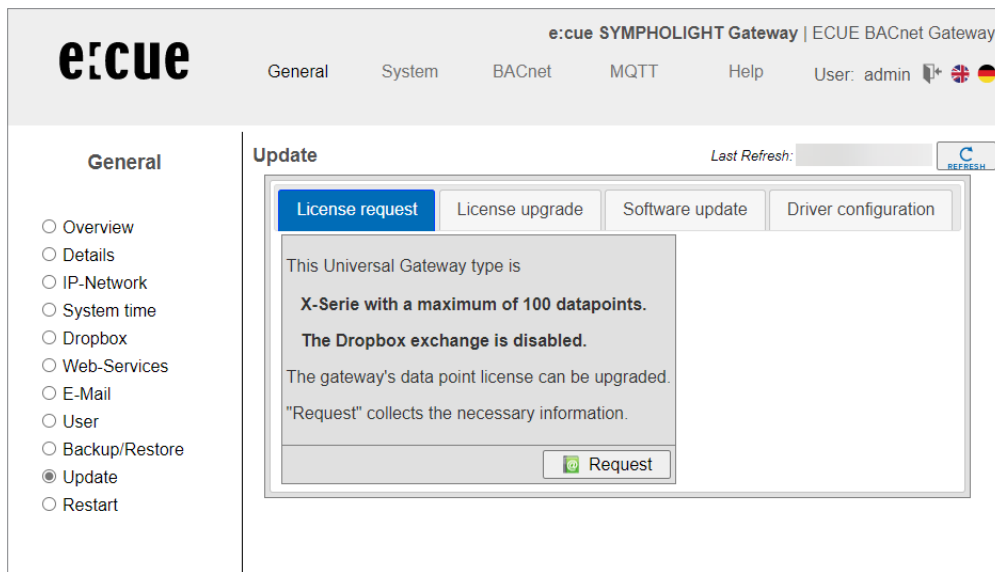 e:cue SYMPHOLIGHT Gateway | ECUE BACnet Gateway
e:cue
General System BACnet MQTT Help User: admin
General
Update Last Refresh: REFRESH
License request License upgrade Software update Driver configuration
Overview
Details
IP-Network
System time
Dropbox
Web-Services
E-Mail
User
Backup/Restore
Update
Restart
This Universal Gateway type is
X-Serie with a maximum of 100 datapoints.
The Dropbox exchange is disabled.
The gateway's data point license can be upgraded.
"Request" collects the necessary information.
Request